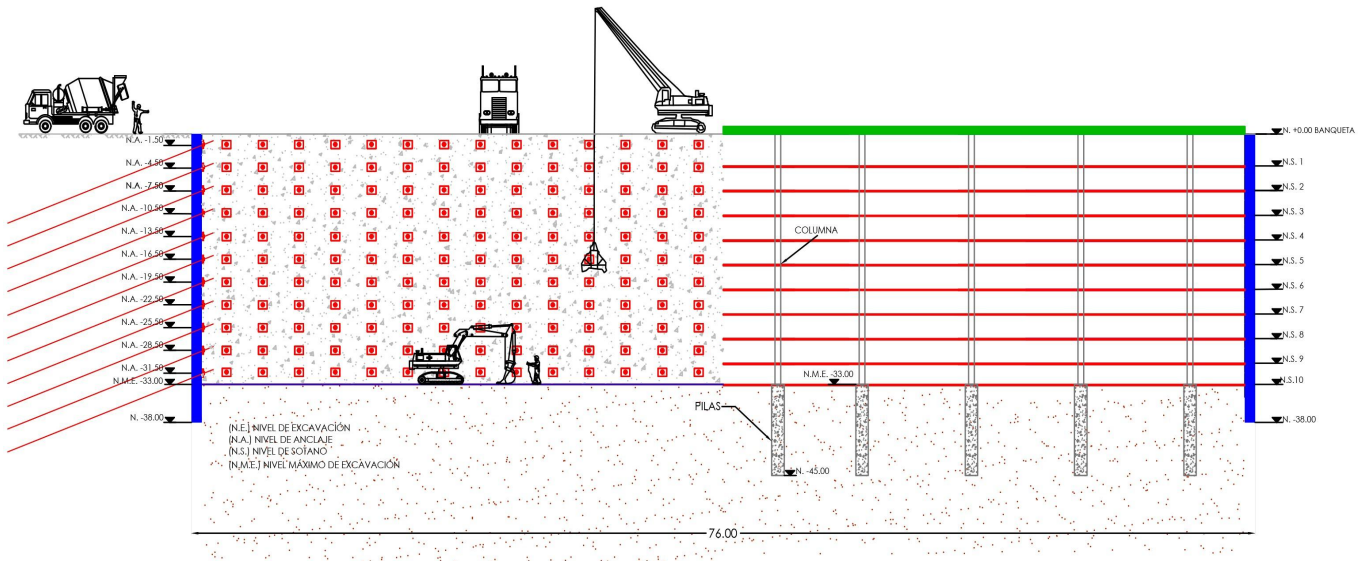 N. +0.00 BANQUETA
N.A. -1.50
N.A. -4.50
N.A. -7.50
N.A. -10.50
N.A. -13.50
N.A. -16.50
N.A. -19.50
N.A. -22.50
N.A. -25.50
N.A. -28.50
N.A. -31.50
N.M.E. -33.00
N. -38.00
(N.E.) NIVEL DE EXCAVACIÓN
(N.A.) NIVEL DE ANCLAJE
(N.S.) NIVEL DE SOTANO
(N.M.E.) NIVEL MÁXIMO DE EXCAVACIÓN
COLUMNA
N.M.E. -33.00
PILAS
N. -45.00
N.S. 1
N.S. 2
N.S. 3
N.S. 4
N.S. 5
N.S. 6
N.S. 7
N.S. 8
N.S. 9
N.S.10
N. -38.00
76.00